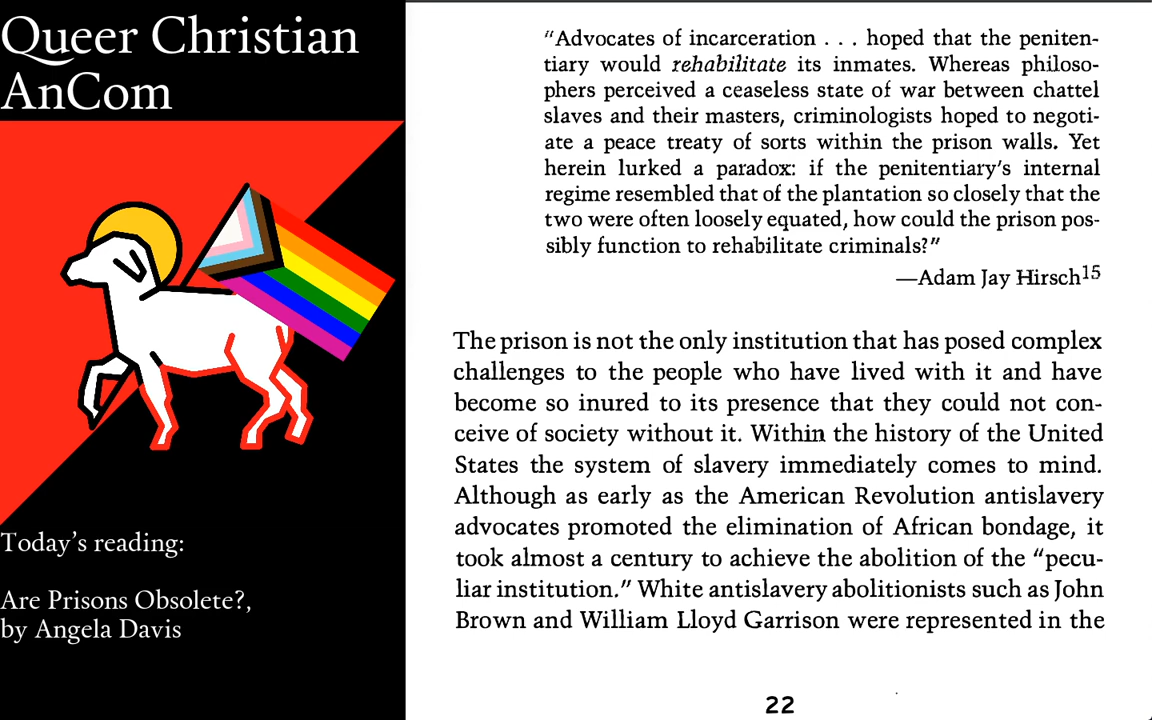 Queer Christian
AnCom
Today's reading:
Are Prisons Obsolete?,
by Angela Davis
"Advocates of incarceration . . . hoped that the peniten-
tiary would rehabilitate its inmates. Whereas philoso-
phers perceived a ceaseless state of war between chattel
slaves and their masters, criminologists hoped to negoti-
ate a peace treaty of sorts within the prison walls. Yet
herein lurked a paradox: if the penitentiary's internal
regime resembled that of the plantation so closely that the
two were often loosely equated, how could the prison pos-
sibly function to rehabilitate criminals?"
—Adam Jay Hirsch15
The prison is not the only institution that has posed complex
challenges to the people who have lived with it and have
become so inured to its presence that they could not con-
ceive of society without it. Within the history of the United
States the system of slavery immediately comes to mind.
Although as early as the American Revolution antislavery
advocates promoted the elimination of African bondage, it
took almost a century to achieve the abolition of the "pecu-
liar institution." White antislavery abolitionists such as John
Brown and William Lloyd Garrison were represented in the
22